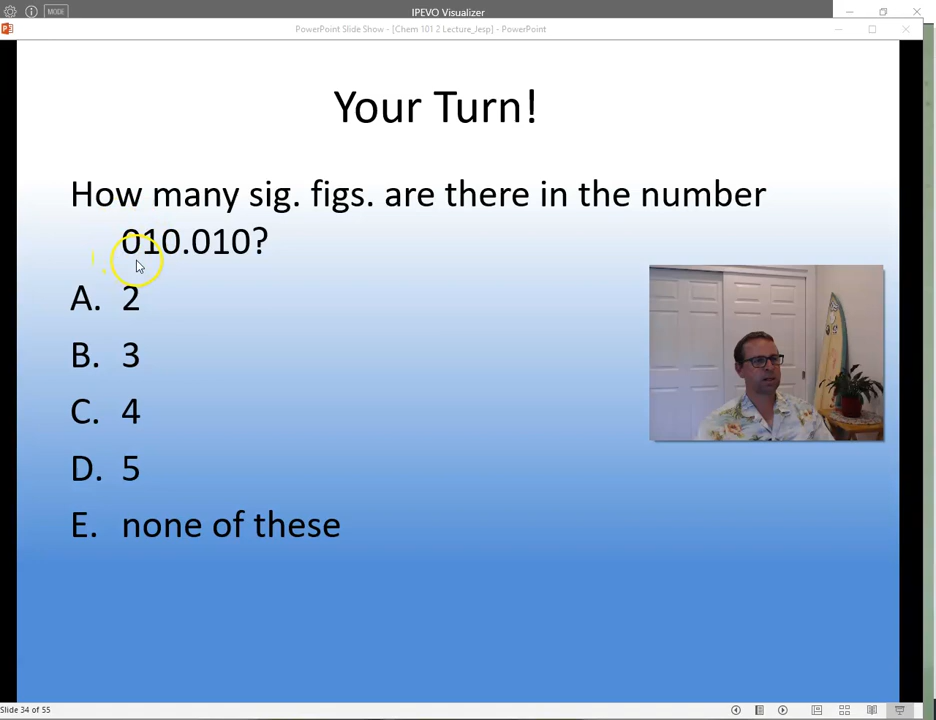 IPEVO Visualizer
MODE
PowerPoint Slide Show - [Chem 101 2 Lecture_Jesp] - PowerPoint
Your Turn!
How many sig. figs. are there in the number
010.010?
A. 2
B. 3
C. 4
D. 5
E. none of these
Slide 34 of 55